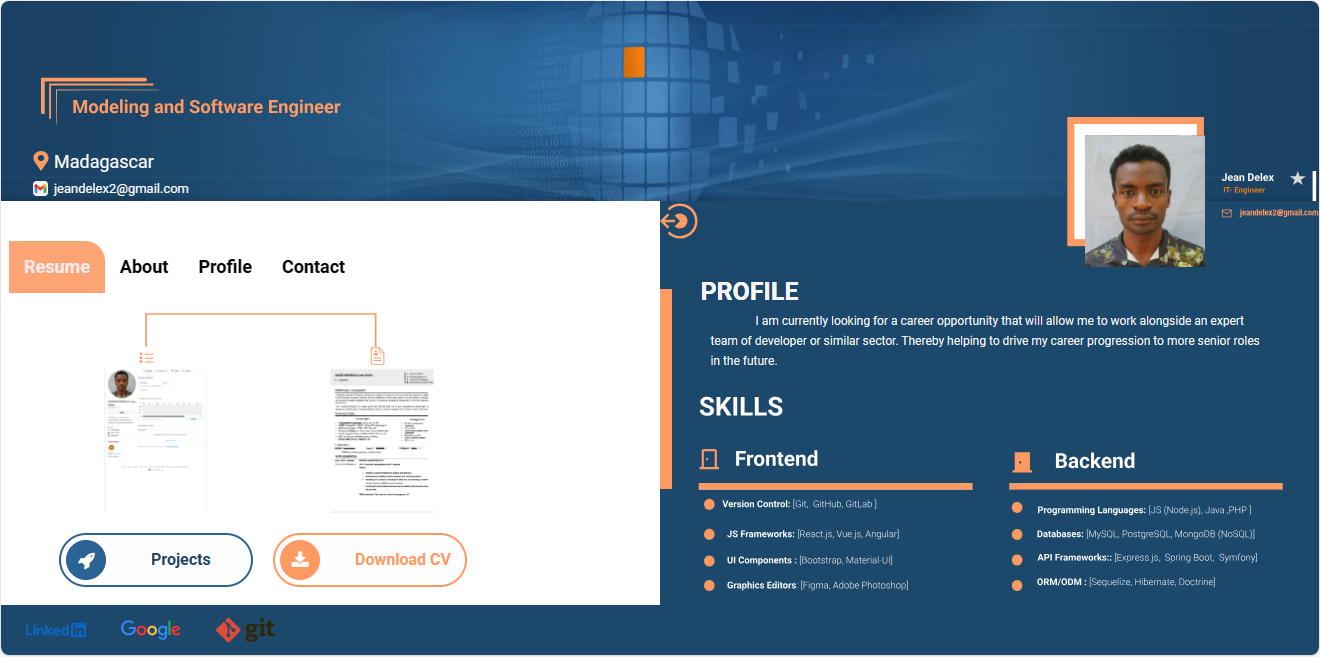 Modeling and Software Engineer
Madagascar
jeandelex2@gmail.com
Jean Delex
IT- Engineer
jeandelex2@gmail.com
Resume
About
Profile
Contact
Projects
Download CV
PROFILE
I am currently looking for a career opportunity that will allow me to work alongside an expert
team of developer or similar sector. Thereby helping to drive my career progression to more senior roles
in the future.
SKILLS
Frontend
Version Control: [Git, GitHub, GitLab ]
JS Frameworks: [React.js, Vue.js, Angular]
UI Components : [Bootstrap, Material-UI]
Graphics Editors: [Figma, Adobe Photoshop]
Backend
Programming Languages: [JS (Node.js), Java ,PHP ]
Databases: [MySQL, PostgreSQL, MongoDB (NoSQL)]
API Frameworks:: [Express.js, Spring Boot, Symfony]
ORM/ODM : [Sequelize, Hibernate, Doctrine]
Linkedin
Google
git